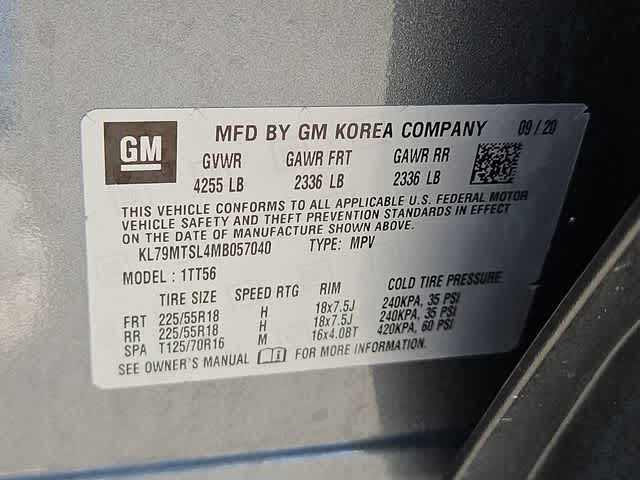 GM
MFD BY GM KOREA COMPANY 09/20
GVWR GAWR FRT GAWR RR
4255 LB 2336 LB 2336 LB
THIS VEHICLE CONFORMS TO ALL APPLICABLE U.S. FEDERAL MOTOR
VEHICLE SAFETY AND THEFT PREVENTION STANDARDS IN EFFECT
ON THE DATE OF MANUFACTURE SHOWN ABOVE.
KL79MTSL4MB057040 TYPE: MPV
MODEL : 1TT56
TIRE SIZE SPEED RTG RIM COLD TIRE PRESSURE
FRT 225/55R18 H 18x7.5J 240KPA, 35 PSI
RR 225/55R18 H 18x7.5J 240KPA, 35 PSI
SPA T125/70R16 M 16x4.0BT 420KPA, 60 PSI
SEE OWNER'S MANUAL FOR MORE INFORMATION.